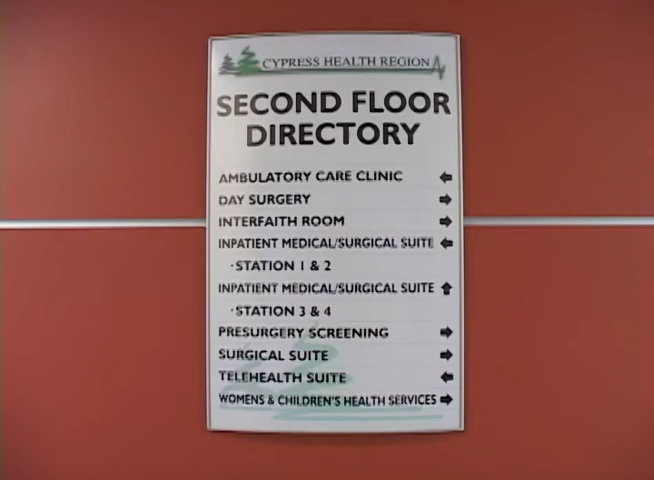 CYPRESS HEALTH REGION
SECOND FLOOR
DIRECTORY
AMBULATORY CARE CLINIC ←
DAY SURGERY →
INTERFAITH ROOM →
INPATIENT MEDICAL/SURGICAL SUITE ←
·STATION 1 & 2
INPATIENT MEDICAL/SURGICAL SUITE ↑
·STATION 3 & 4
PRESURGERY SCREENING →
SURGICAL SUITE →
TELEHEALTH SUITE ←
WOMENS & CHILDREN'S HEALTH SERVICES →